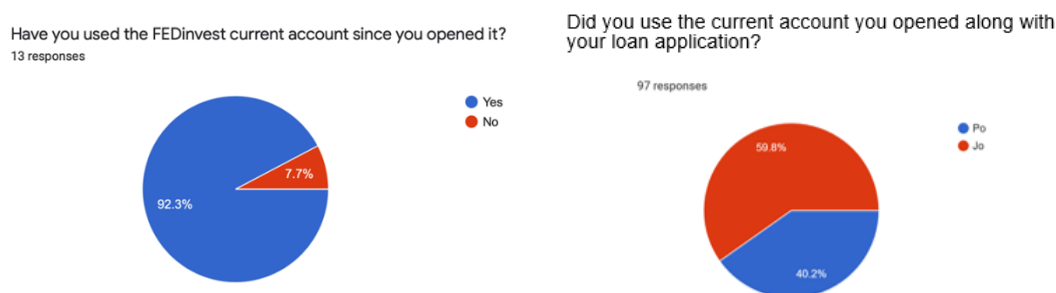 Have you used the FEDinvest current account since you opened it?
13 responses
Yes
No
7.7%
92.3%
Did you use the current account you opened along with
your loan application?
97 responses
Po
Jo
59.8%
40.2%